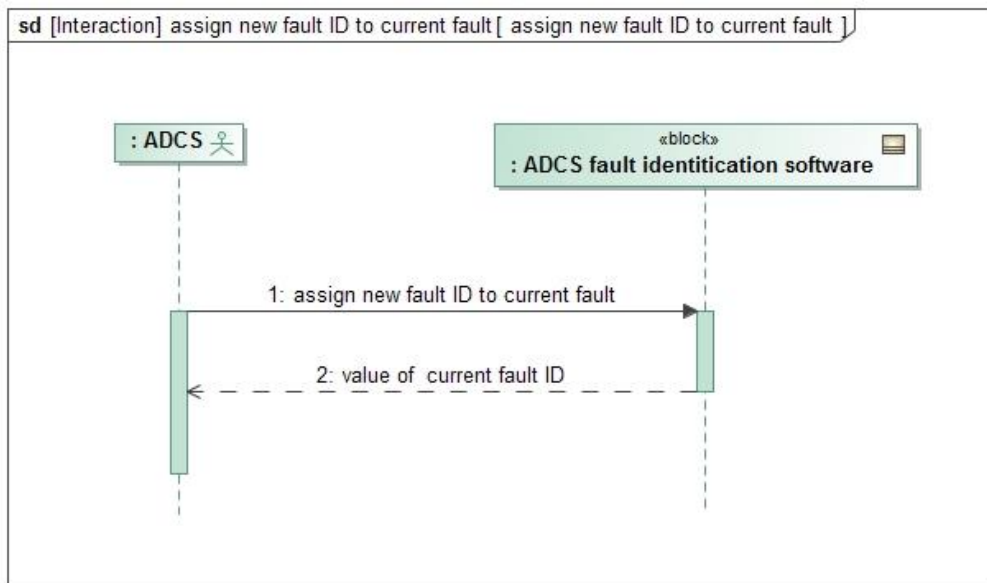 sd [Interaction] assign new fault ID to current fault [ assign new fault ID to current fault ]
: ADCS
«block»
: ADCS fault identitication software
1: assign new fault ID to current fault
2: value of current fault ID